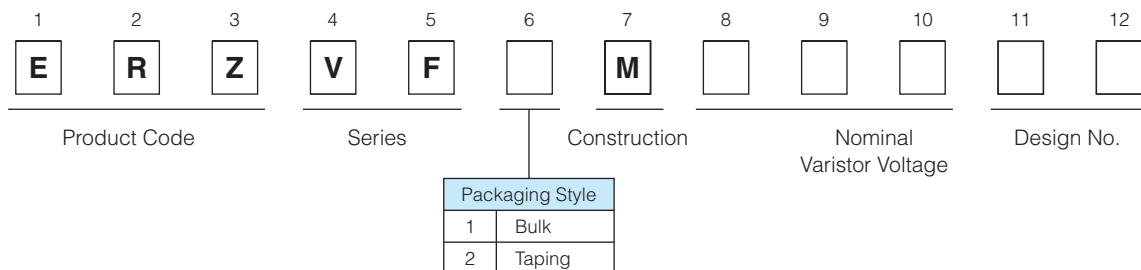 1 2 3 4 5 6 7 8 9 10 11 12
E R Z V F M
Product Code Series Construction Nominal Varistor Voltage Design No.
Packaging Style
1 Bulk
2 Taping